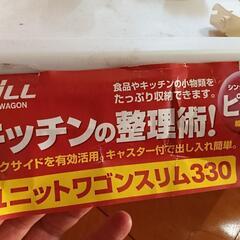 ILL
WAGON
食品やキッチンの小物類を
たっぷり収納できます。
シン
ピ
キッチンの整理術!
クサイドを有効活用。キャスター付で出し入れ簡単。
ユニットワゴンスリム330